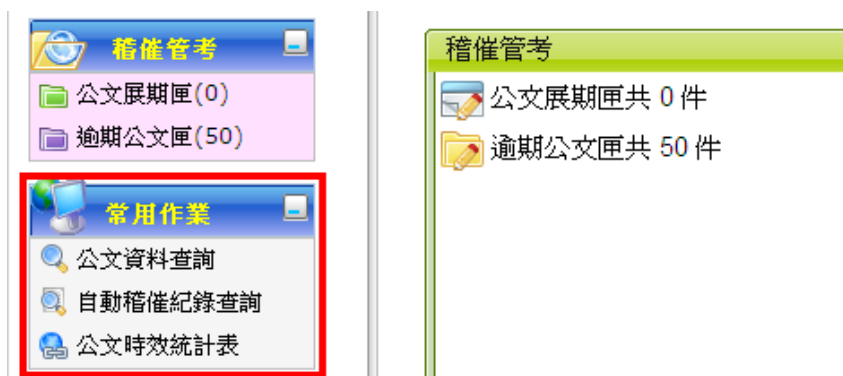 稽催管考
公文展期匣(0)
逾期公文匣(50)
常用作業
公文資料查詢
自動稽催紀錄查詢
公文時效統計表
稽催管考
公文展期匣共 0 件
逾期公文匣共 50 件